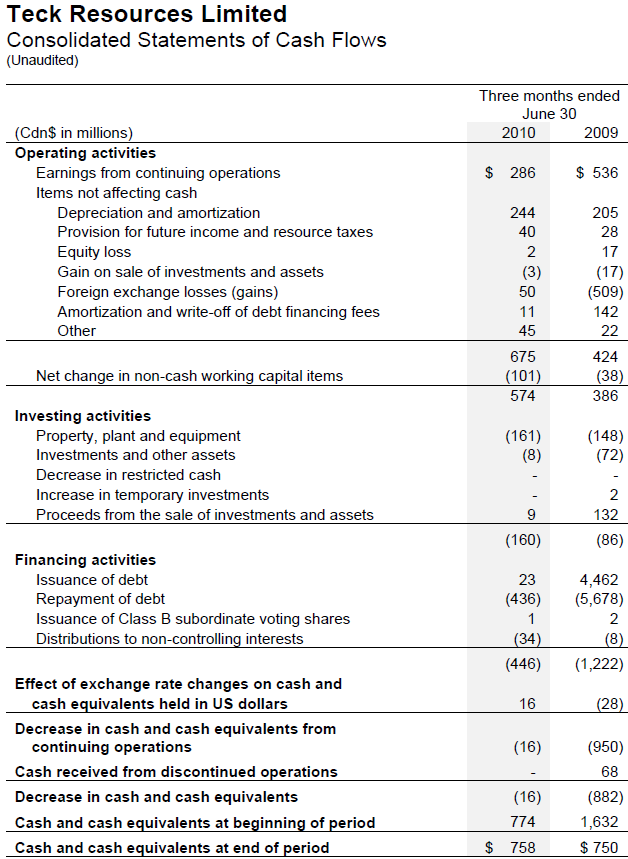 Teck Resources Limited
Consolidated Statements of Cash Flows
(Unaudited)
Three months ended
June 30
(Cdn$ in millions) 2010 2009
Operating activities
Earnings from continuing operations $ 286 $ 536
Items not affecting cash
Depreciation and amortization 244 205
Provision for future income and resource taxes 40 28
Equity loss 2 17
Gain on sale of investments and assets (3) (17)
Foreign exchange losses (gains) 50 (509)
Amortization and write-off of debt financing fees 11 142
Other 45 22
675 424
Net change in non-cash working capital items (101) (38)
574 386
Investing activities
Property, plant and equipment (161) (148)
Investments and other assets (8) (72)
Decrease in restricted cash - -
Increase in temporary investments - 2
Proceeds from the sale of investments and assets 9 132
(160) (86)
Financing activities
Issuance of debt 23 4,462
Repayment of debt (436) (5,678)
Issuance of Class B subordinate voting shares 1 2
Distributions to non-controlling interests (34) (8)
(446) (1,222)
Effect of exchange rate changes on cash and
cash equivalents held in US dollars 16 (28)
Decrease in cash and cash equivalents from
continuing operations (16) (950)
Cash received from discontinued operations - 68
Decrease in cash and cash equivalents (16) (882)
Cash and cash equivalents at beginning of period 774 1,632
Cash and cash equivalents at end of period $ 758 $ 750